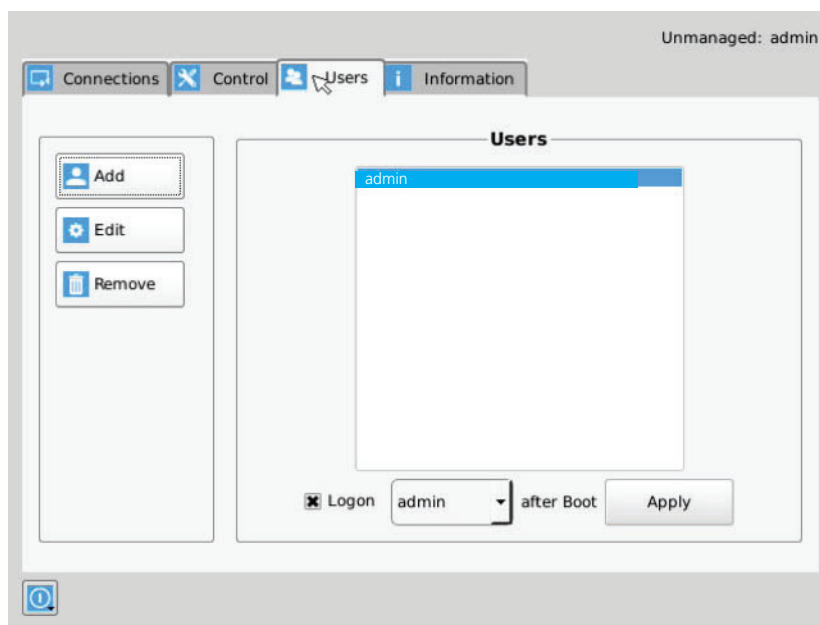 Unmanaged: admin
Connections Control Users Information
Users
Add
Edit
Remove
admin
Logon admin after Boot Apply